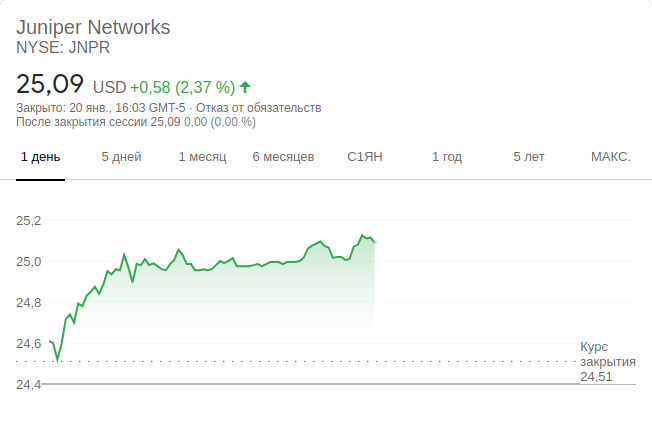 Juniper Networks
NYSE: JNPR
25,09 USD +0,58 (2,37 %)
Закрыто: 20 янв., 16:03 GMT-5 · Отказ от обязательств
После закрытия сессии 25,09 0,00 (0,00 %)
1 день 5 дней 1 месяц 6 месяцев С1ЯН 1 год 5 лет МАКС.
25,2
25,0
24,8
24,6
24,4
Курс
закрытия
24,51